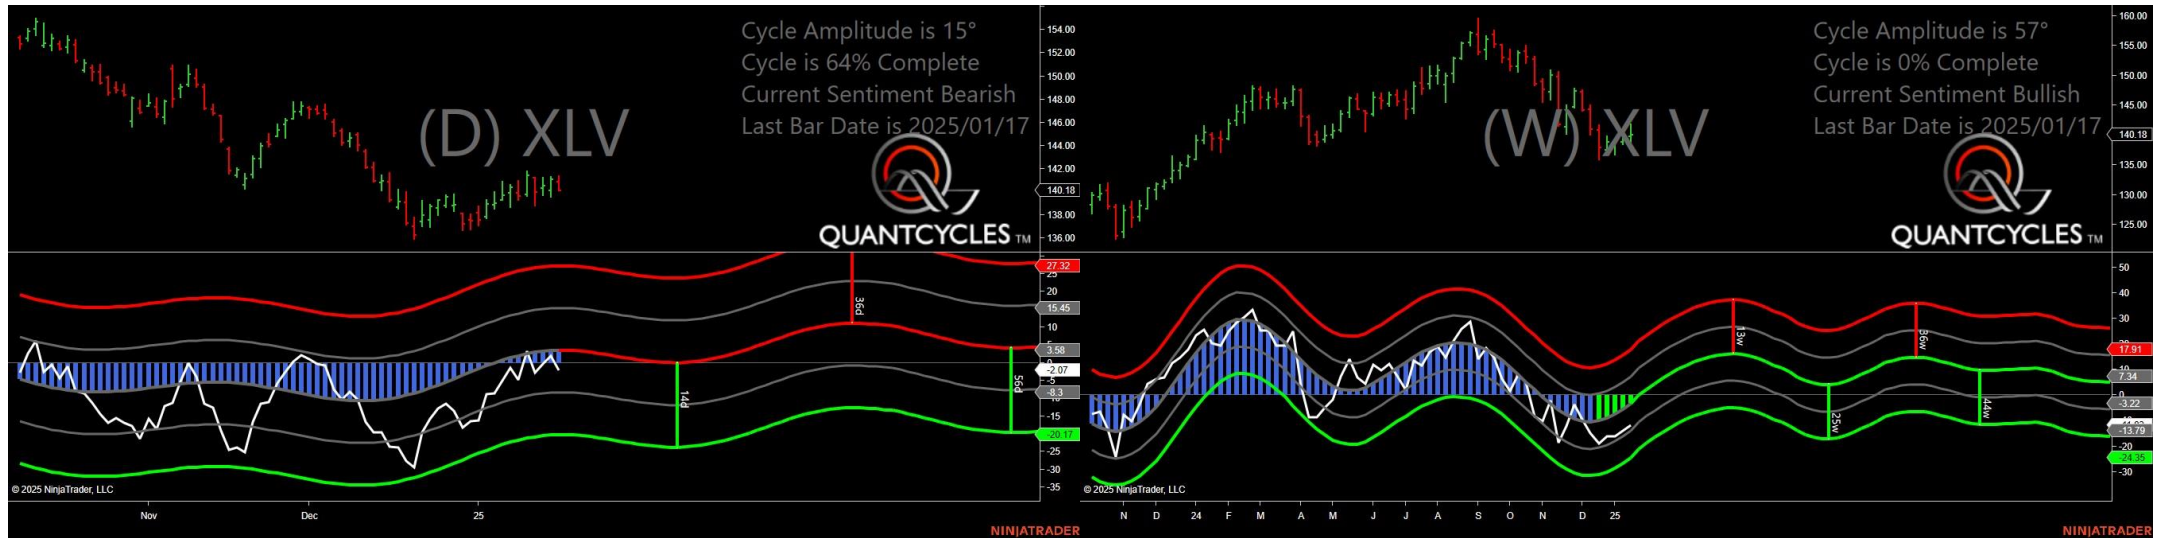 Cycle Amplitude is 15°
Cycle is 64% Complete
Current Sentiment Bearish
Last Bar Date is 2025/01/17
(D) XLV
QUANTCYCLES TM
154.00
152.00
150.00
148.00
146.00
144.00
142.00
140.18
138.00
136.00
27.32
25
20
15.45
10
3.58
-2.07
-5
-8.3
-15
-20.17
-25
-30
-35
14d
36d
56d
© 2025 NinjaTrader, LLC
Nov
Dec
25
NINJATRADER
Cycle Amplitude is 57°
Cycle is 0% Complete
Current Sentiment Bullish
Last Bar Date is 2025/01/17
(W) XLV
QUANTCYCLES TM
160.00
155.00
150.00
145.00
140.18
135.00
130.00
125.00
50
40
30
17.91
10
7.34
0
-3.22
-13.79
-20
-24.35
-30
13w
25w
36w
44w
© 2025 NinjaTrader, LLC
N
D
24
F
M
A
M
J
J
A
S
O
N
D
25
NINJATRADER